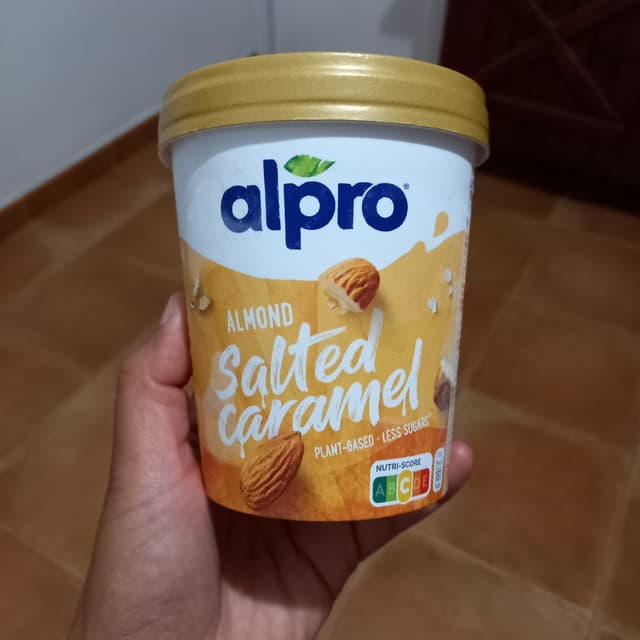 alpro®
ALMOND
Salted
caramel
PLANT-BASED · LESS SUGARS*
NUTRI-SCORE
A B C D E